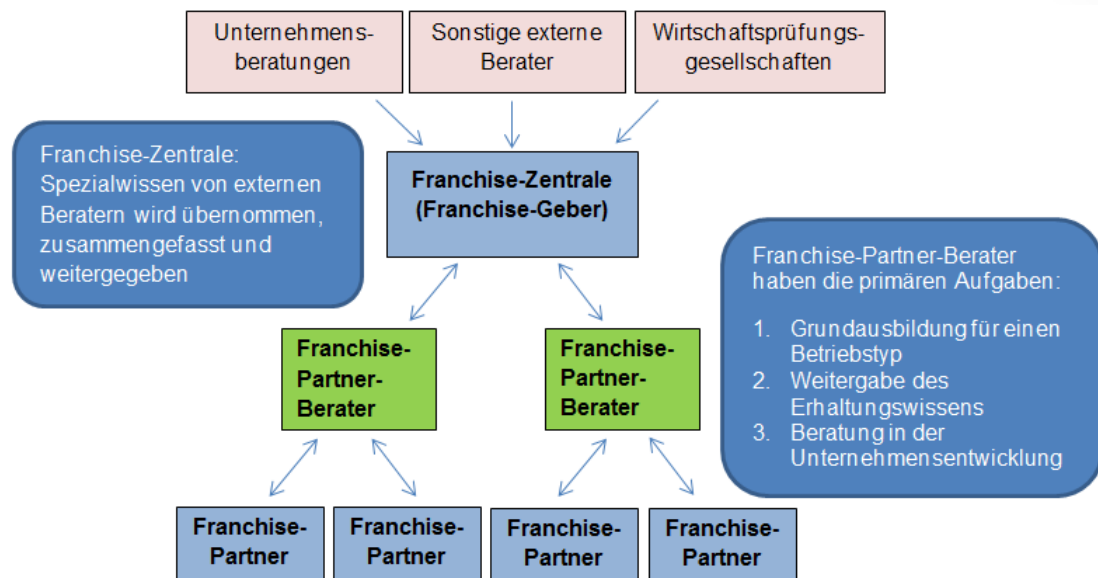 Unternehmens-
beratungen
Sonstige externe
Berater
Wirtschaftsprüfungs-
gesellschaften
Franchise-Zentrale:
Spezialwissen von externen
Beratern wird übernommen,
zusammengefasst und
weitergegeben
Franchise-Zentrale
(Franchise-Geber)
Franchise-Partner-Berater
haben die primären Aufgaben:
1. Grundausbildung für einen
Betriebstyp
2. Weitergabe des
Erhaltungswissens
3. Beratung in der
Unternehmensentwicklung
Franchise-
Partner-
Berater
Franchise-
Partner-
Berater
Franchise-
Partner
Franchise-
Partner
Franchise-
Partner
Franchise-
Partner